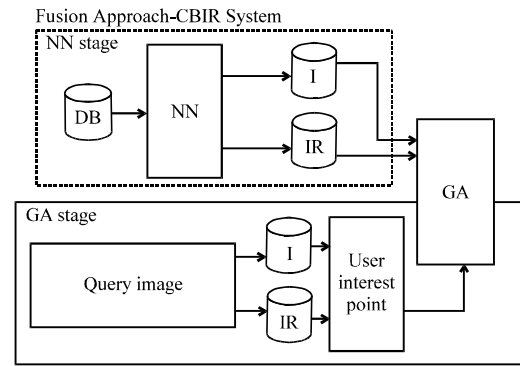 Fusion Approach-CBIR System
NN stage
DB
NN
I
IR
GA
GA stage
Query image
I
IR
User
interest
point